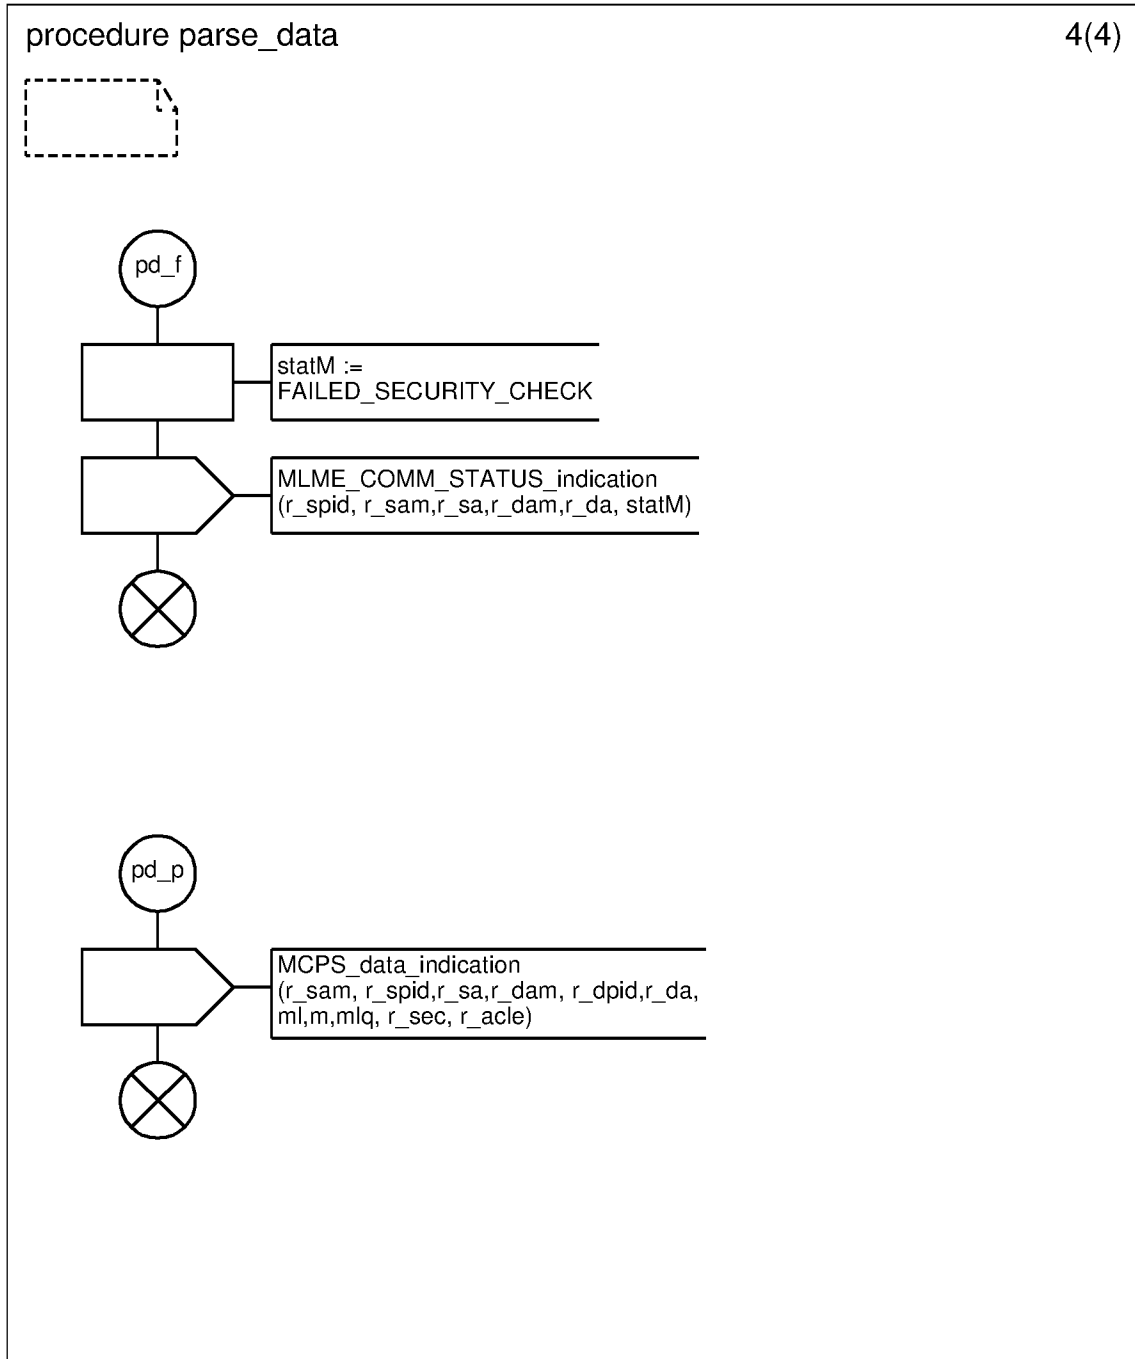 procedure parse_data
4(4)
pd_f
statM :=
FAILED_SECURITY_CHECK
MLME_COMM_STATUS_indication
(r_spid, r_sam,r_sa,r_dam,r_da, statM)
pd_p
MCPS_data_indication
(r_sam, r_spid,r_sa,r_dam, r_dpid,r_da,
ml,m,mlq, r_sec, r_acle)